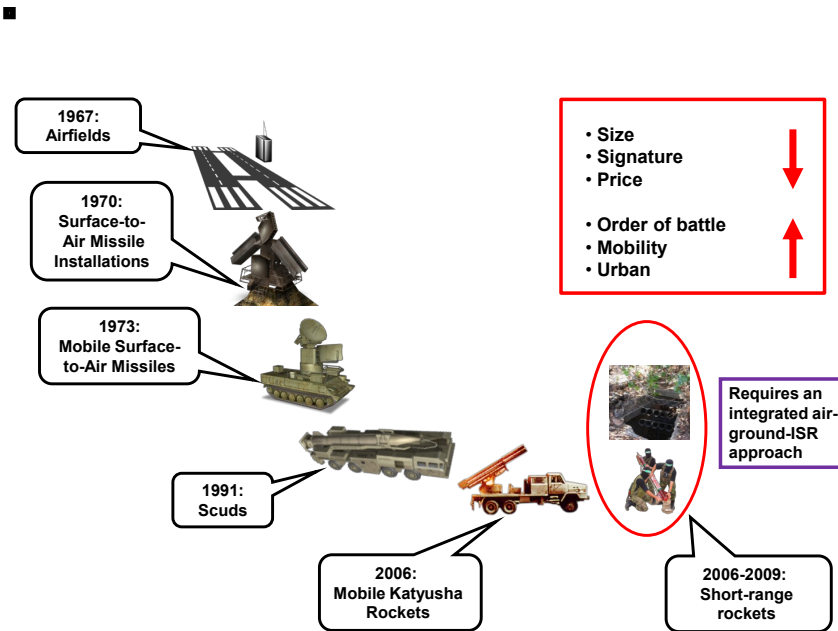 1967:
Airfields
1970:
Surface-to-
Air Missile
Installations
1973:
Mobile Surface-
to-Air Missiles
1991:
Scuds
2006:
Mobile Katyusha
Rockets
2006-2009:
Short-range
rockets
• Size
• Signature
• Price
• Order of battle
• Mobility
• Urban
Requires an
integrated air-
ground-ISR
approach